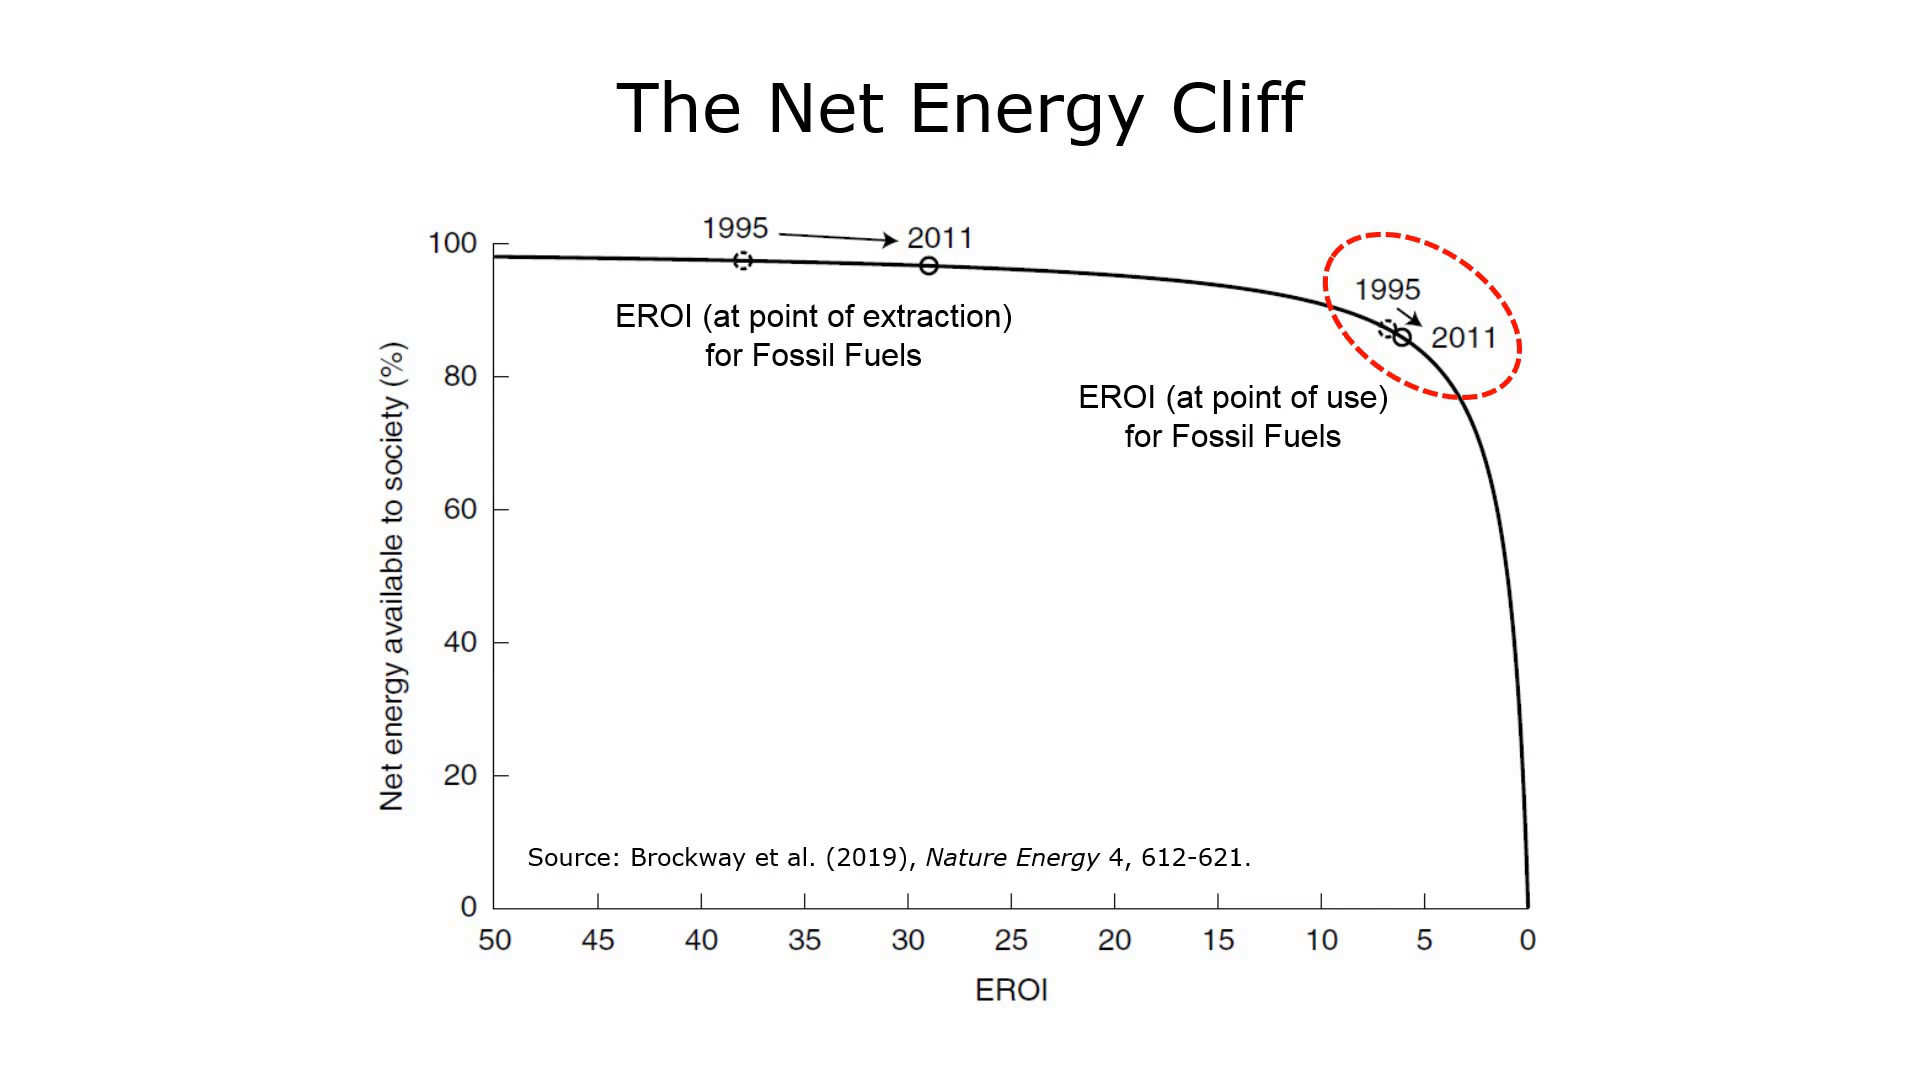 The Net Energy Cliff
1995
2011
1995
2011
EROI (at point of extraction)
for Fossil Fuels
EROI (at point of use)
for Fossil Fuels
Net energy available to society (%)
100
80
60
40
20
0
Source: Brockway et al. (2019), Nature Energy 4, 612-621.
50 45 40 35 30 25 20 15 10 5 0
EROI